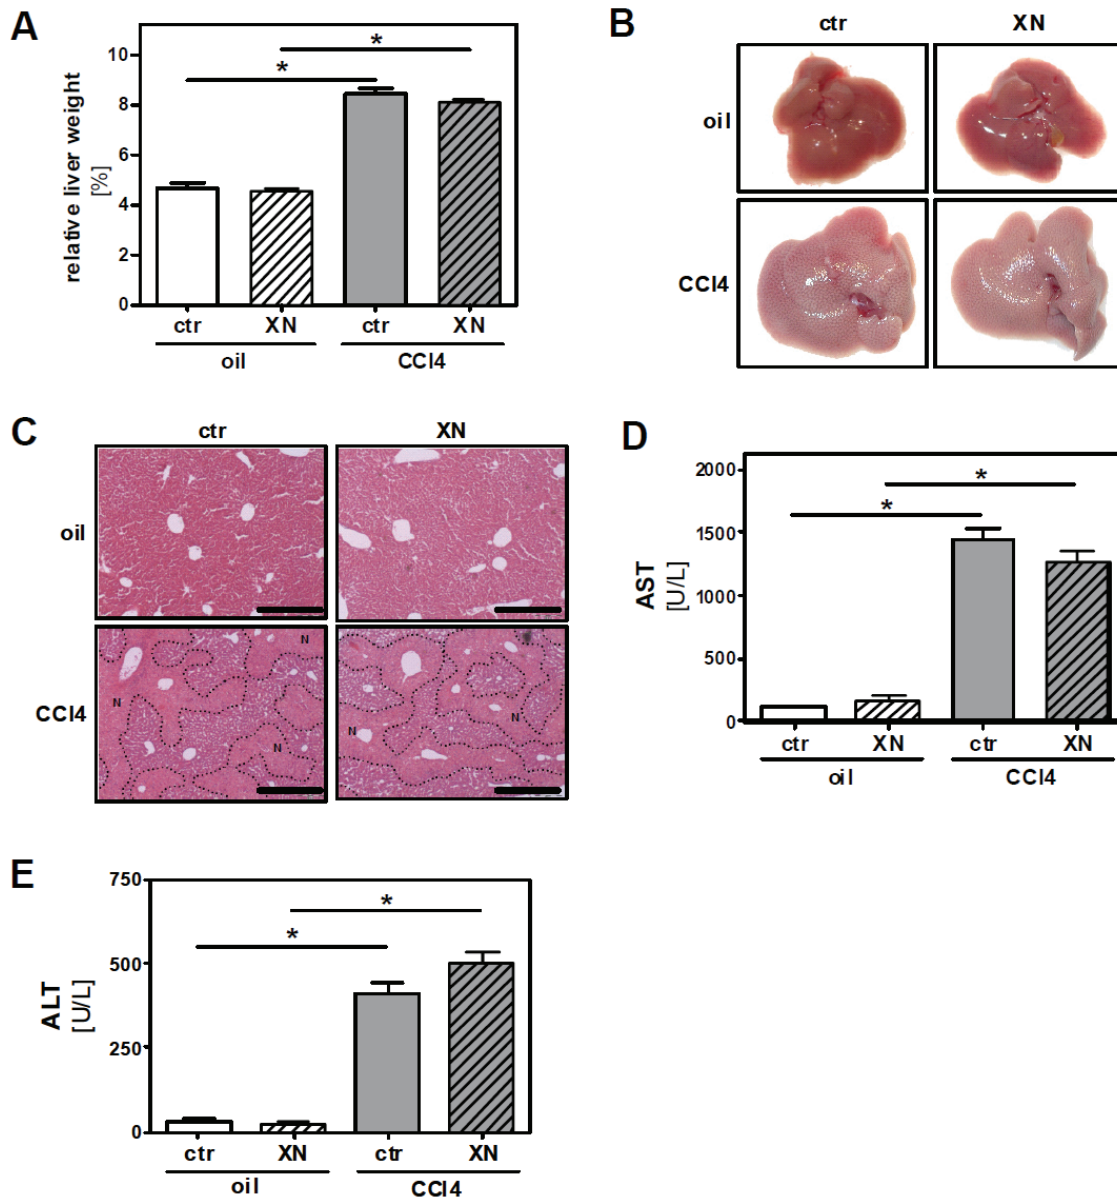 A
relative liver weight
[%]
10
8
6
4
2
0
*
*
ctr
XN
ctr
XN
oil
CCl4
B
ctr
XN
oil
CCl4
C
ctr
XN
oil
CCl4
N
N
N
N
N
N
D
AST
[U/L]
2000
1500
1000
500
0
*
*
ctr
XN
ctr
XN
oil
CCl4
E
ALT
[U/L]
750
500
250
0
*
*
ctr
XN
ctr
XN
oil
CCl4